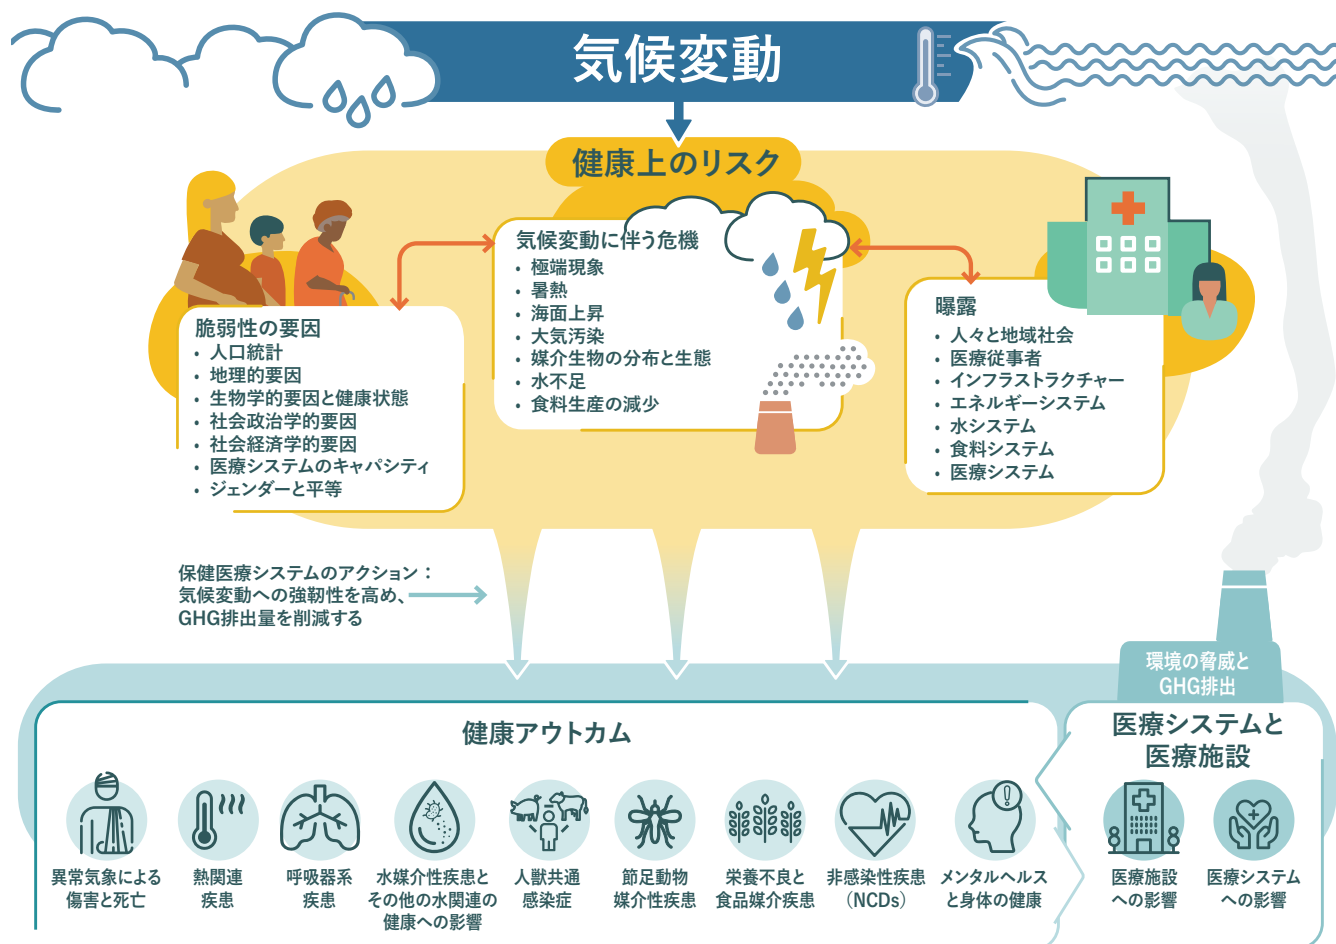 気候変動
健康上のリスク
脆弱性の要因
・ 人口統計
・ 地理的要因
・ 生物学的要因と健康状態
・ 社会政治学的要因
・ 社会経済学的要因
・ 医療システムのキャパシティ
・ ジェンダーと平等
気候変動に伴う危機
・ 極端現象
・ 暑熱
・ 海面上昇
・ 大気汚染
・ 媒介生物の分布と生態
・ 水不足
・ 食料生産の減少
曝露
・ 人々と地域社会
・ 医療従事者
・ インフラストラクチャー
・ エネルギーシステム
・ 水システム
・ 食料システム
・ 医療システム
保健医療システムのアクション：
気候変動への強靭性を高め、
GHG排出量を削減する
環境の脅威と
GHG排出
健康アウトカム
異常気象による
傷害と死亡
熱関連
疾患
呼吸器系
疾患
水媒介性疾患と
その他の水関連の
健康への影響
人獣共通
感染症
節足動物
媒介性疾患
栄養不良と
食品媒介疾患
非感染性疾患
（NCDs）
メンタルヘルス
と身体の健康
医療システムと
医療施設
医療施設
への影響
医療システム
への影響